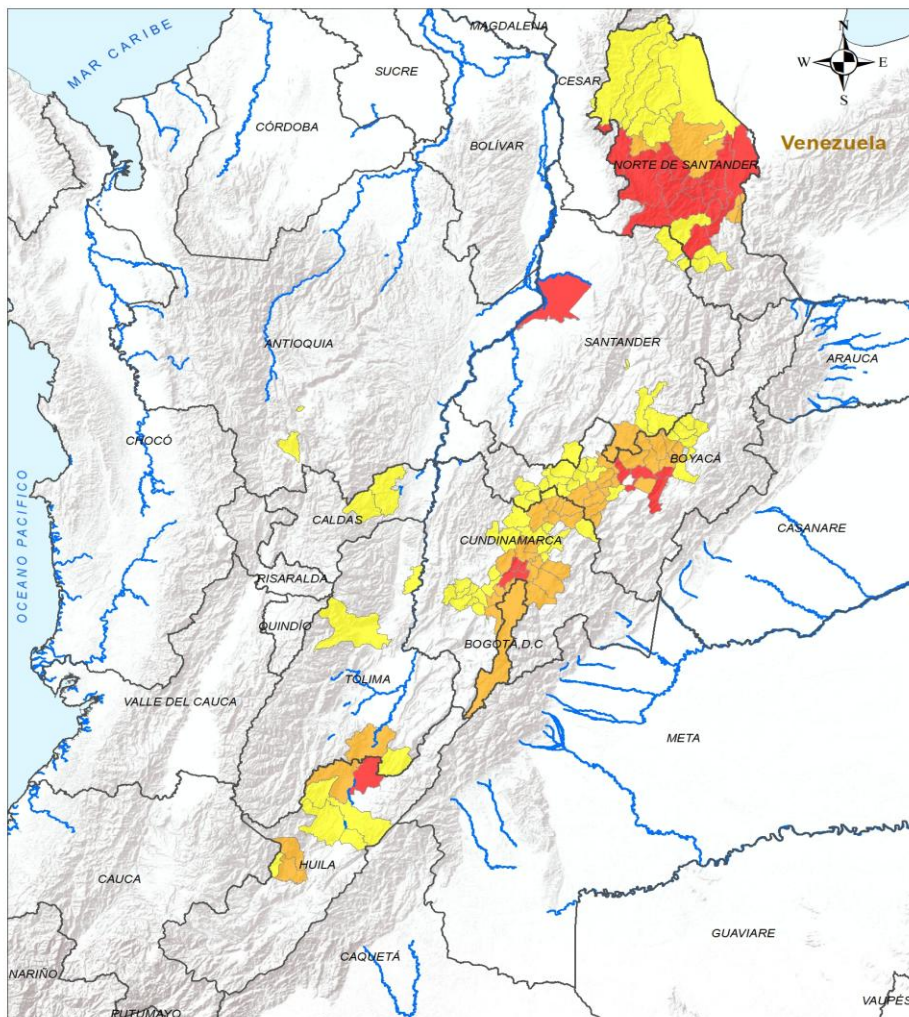 MAGDALENA
MAR CARIBE
N
W
E
S
SUCRE
CESAR
CÓRDOBA
BOLÍVAR
Venezuela
NORTE DE SANTANDER
ANTIOQUIA
SANTANDER
ARAUCA
CHOCÓ
BOYACA
OCEANO PACIFICO
CALDAS
CASANARE
CUNDINAMARCA
RISARALDA
QUINDÍO
BOGOTÁ,D.C
TOLIMA
VALLE DEL CAUCA
META
HUILA
CAUCA
GUAVIARE
CAQUETÁ
NARIÑO
VAUPÉS
PUTUMAYO